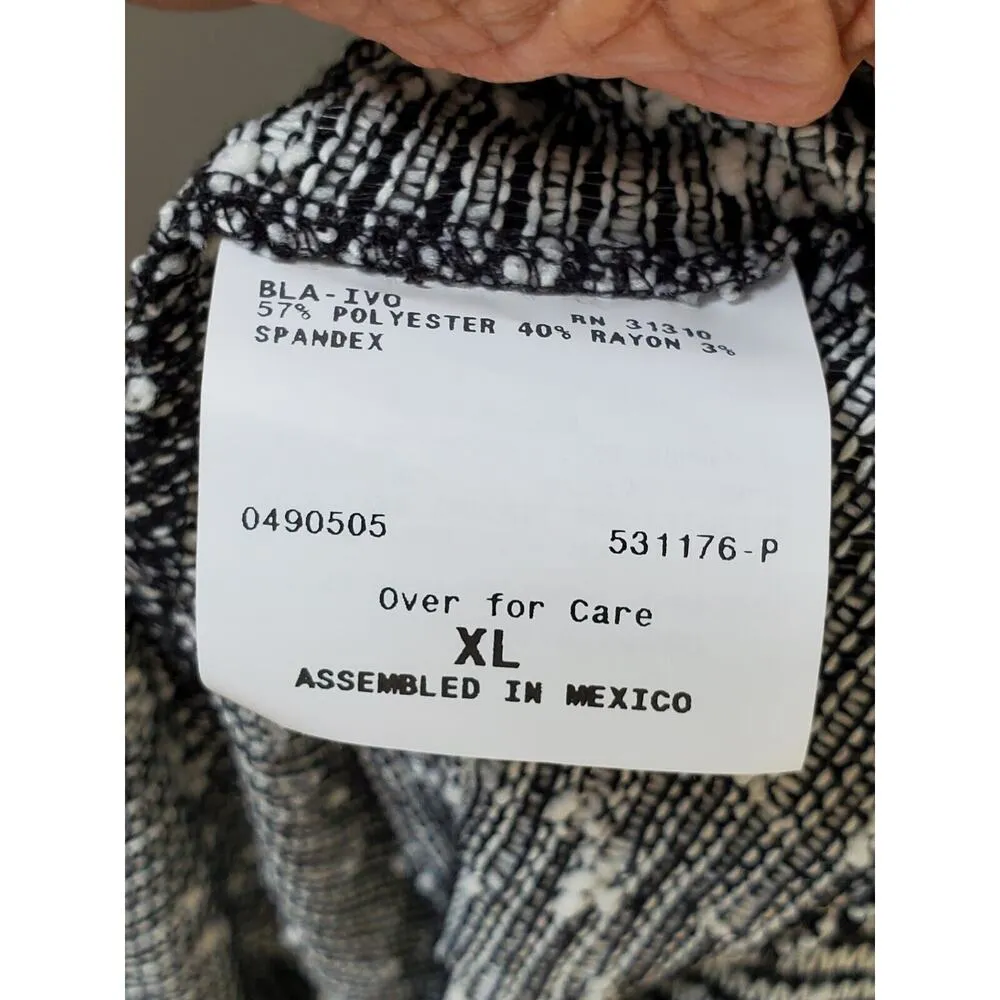 BLA-IVO
RN 31310
57% POLYESTER 40% RAYON 3%
SPANDEX
0490505
531176-P
Over for Care
XL
ASSEMBLED IN MEXICO